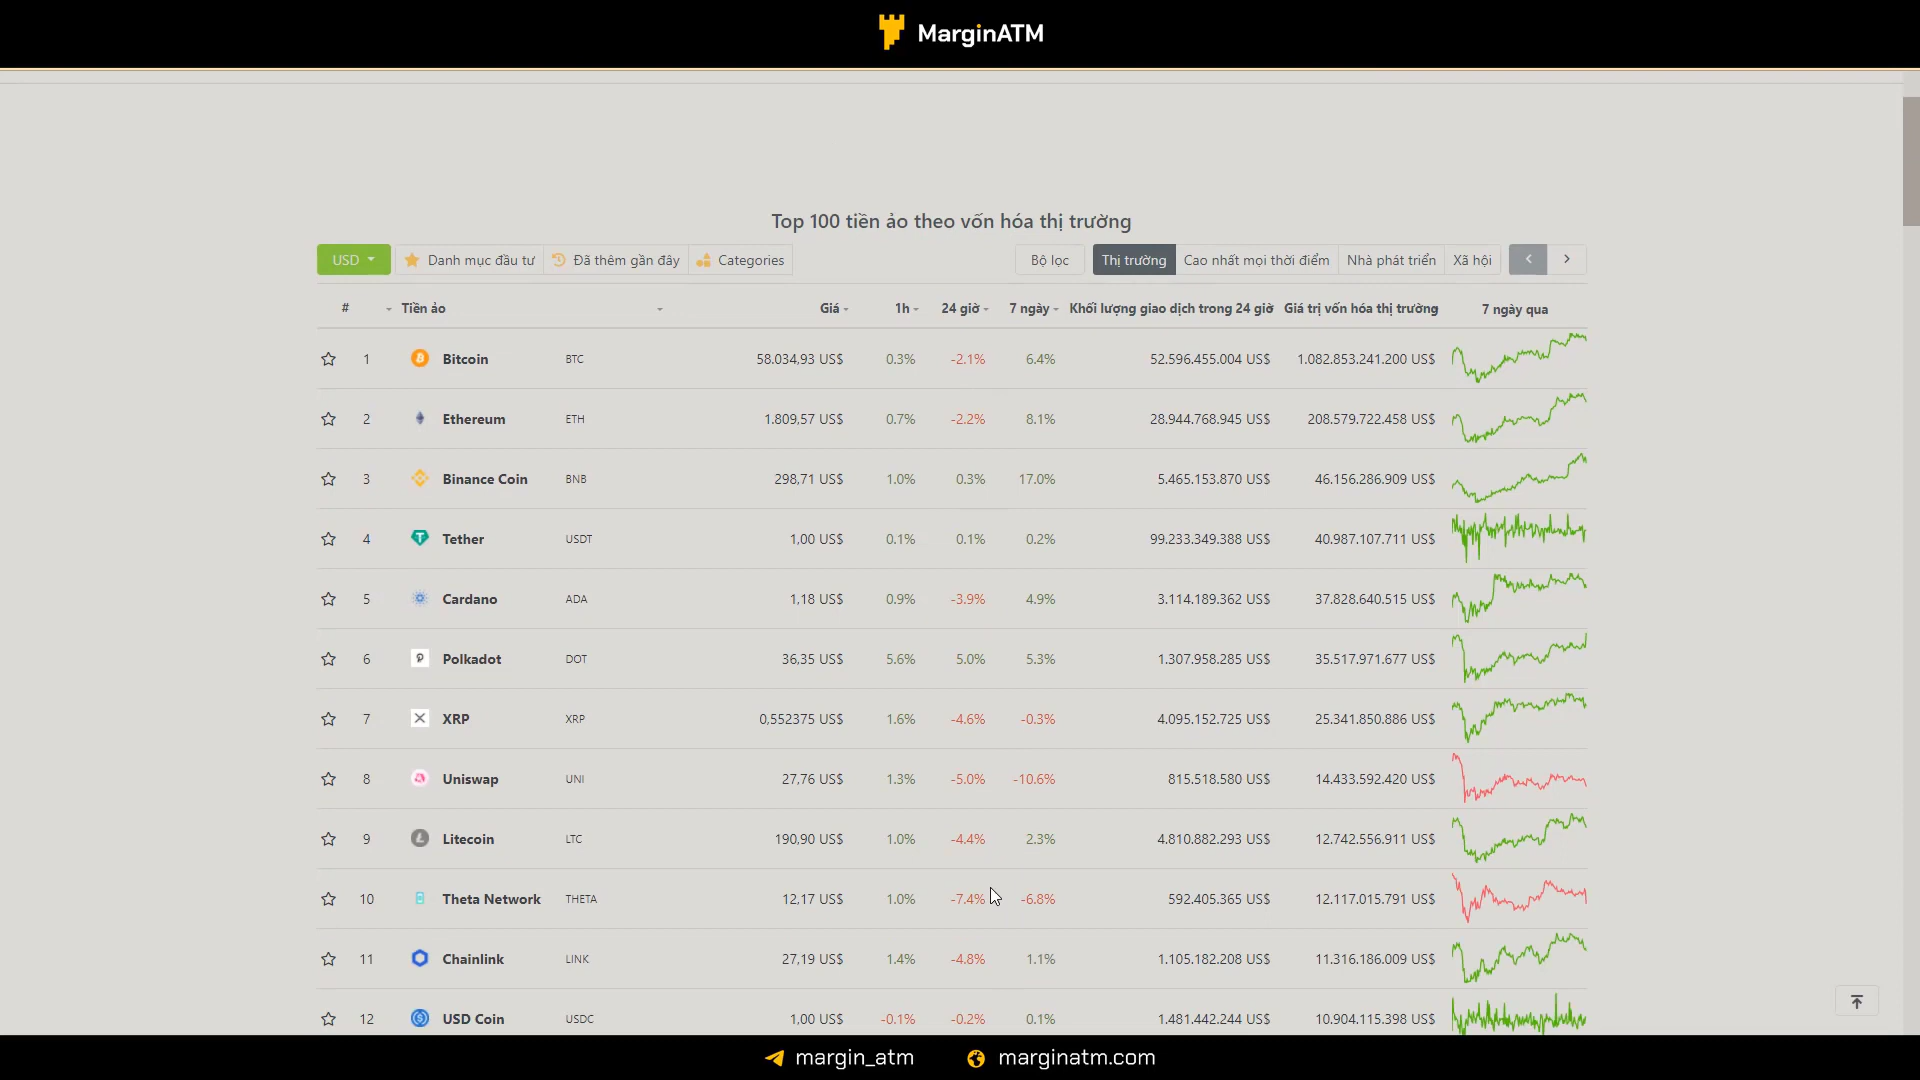 MarginATM
Top 100 tiền ảo theo vốn hóa thị trường
USD Danh mục đầu tư Đã thêm gần đây Categories Bộ lọc Thị trường Cao nhất mọi thời điểm Nhà phát triển Xã hội
# Tiền ảo Giá 1h 24 giờ 7 ngày Khối lượng giao dịch trong 24 giờ Giá trị vốn hóa thị trường 7 ngày qua
1 Bitcoin BTC 58.034,93 US$ 0.3% -2.1% 6.4% 52.596.455.004 US$ 1.082.853.241.200 US$
2 Ethereum ETH 1.809,57 US$ 0.7% -2.2% 8.1% 28.944.768.945 US$ 208.579.722.458 US$
3 Binance Coin BNB 298,71 US$ 1.0% 0.3% 17.0% 5.465.153.870 US$ 46.156.286.909 US$
4 Tether USDT 1,00 US$ 0.1% 0.1% 0.2% 99.233.349.388 US$ 40.987.107.711 US$
5 Cardano ADA 1,18 US$ 0.9% -3.9% 4.9% 3.114.189.362 US$ 37.828.640.515 US$
6 Polkadot DOT 36,35 US$ 5.6% 5.0% 5.3% 1.307.958.285 US$ 35.517.971.677 US$
7 XRP XRP 0,552375 US$ 1.6% -4.6% -0.3% 4.095.152.725 US$ 25.341.850.886 US$
8 Uniswap UNI 27,76 US$ 1.3% -5.0% -10.6% 815.518.580 US$ 14.433.592.420 US$
9 Litecoin LTC 190,90 US$ 1.0% -4.4% 2.3% 4.810.882.293 US$ 12.742.556.911 US$
10 Theta Network THETA 12,17 US$ 1.0% -7.4% -6.8% 592.405.365 US$ 12.117.015.791 US$
11 Chainlink LINK 27,19 US$ 1.4% -4.8% 1.1% 1.105.182.208 US$ 11.316.186.009 US$
12 USD Coin USDC 1,00 US$ -0.1% -0.2% 0.1% 1.481.442.244 US$ 10.904.115.398 US$
margin_atm marginatm.com